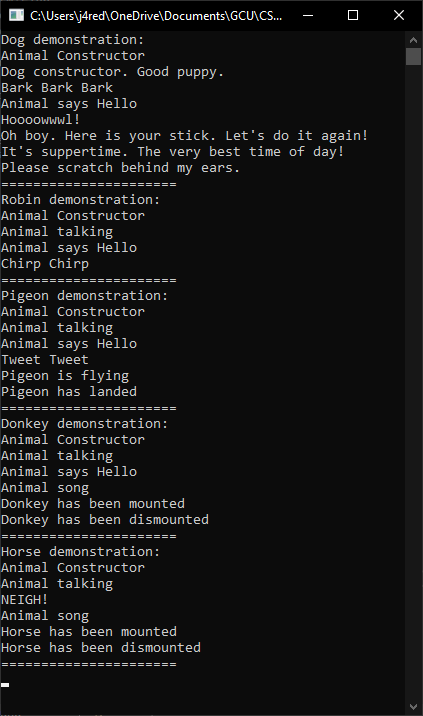 C:\Users\j4red\OneDrive\Documents\GCU\CS...
Dog demonstration:
Animal Constructor
Dog constructor. Good puppy.
Bark Bark Bark
Animal says Hello
Hoooowwwl!
Oh boy. Here is your stick. Let's do it again!
It's suppertime. The very best time of day!
Please scratch behind my ears.
======================
Robin demonstration:
Animal Constructor
Animal talking
Animal says Hello
Chirp Chirp
======================
Pigeon demonstration:
Animal Constructor
Animal talking
Animal says Hello
Tweet Tweet
Pigeon is flying
Pigeon has landed
======================
Donkey demonstration:
Animal Constructor
Animal talking
Animal says Hello
Animal song
Donkey has been mounted
Donkey has been dismounted
======================
Horse demonstration:
Animal Constructor
Animal talking
NEIGH!
Animal song
Horse has been mounted
Horse has been dismounted
======================